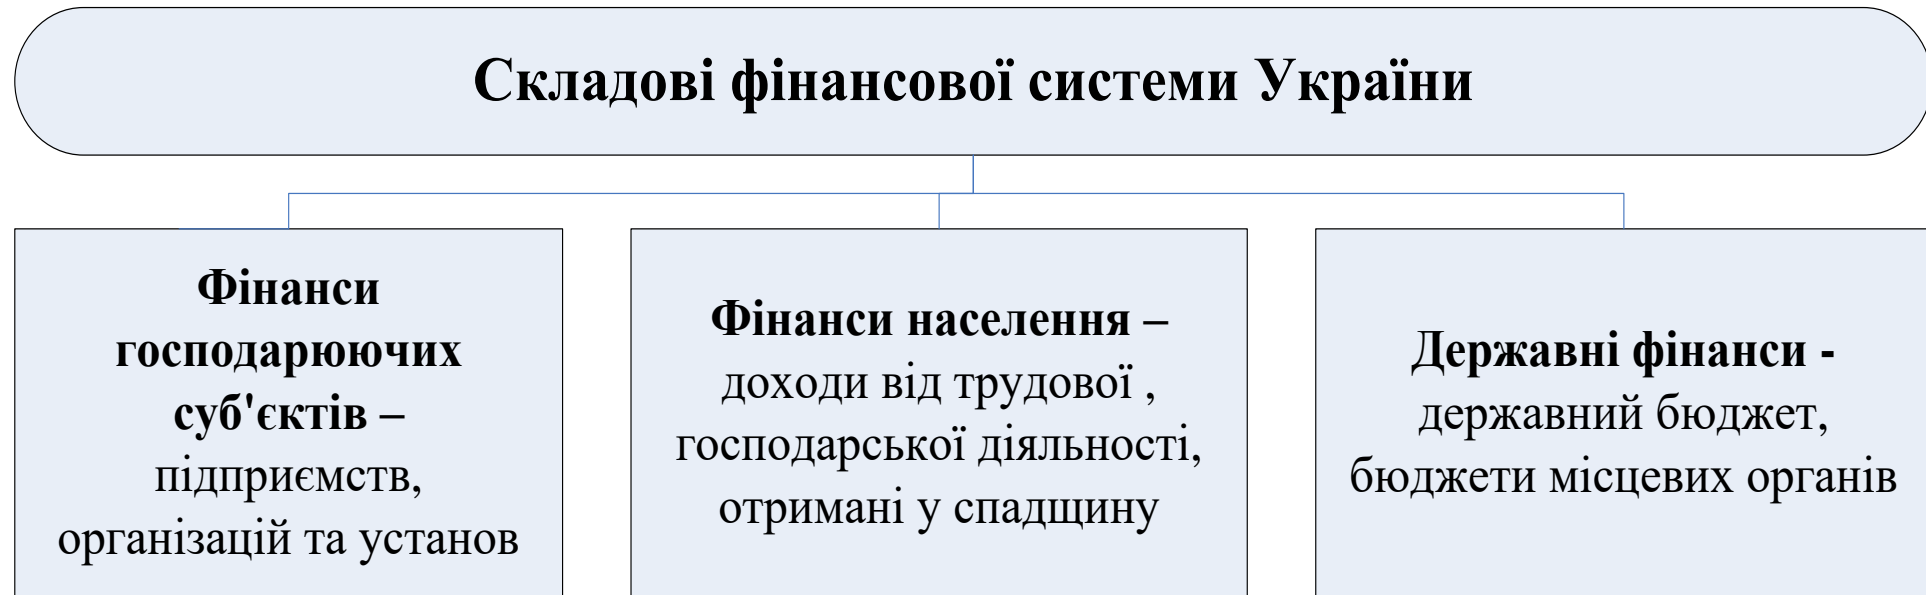 Складові фінансової системи України
Фінанси
господарюючих
суб'єктів –
підприємств,
організацій та установ
Фінанси населення –
доходи від трудової ,
господарської діяльності,
отримані у спадщину
Державні фінанси -
державний бюджет,
бюджети місцевих органів